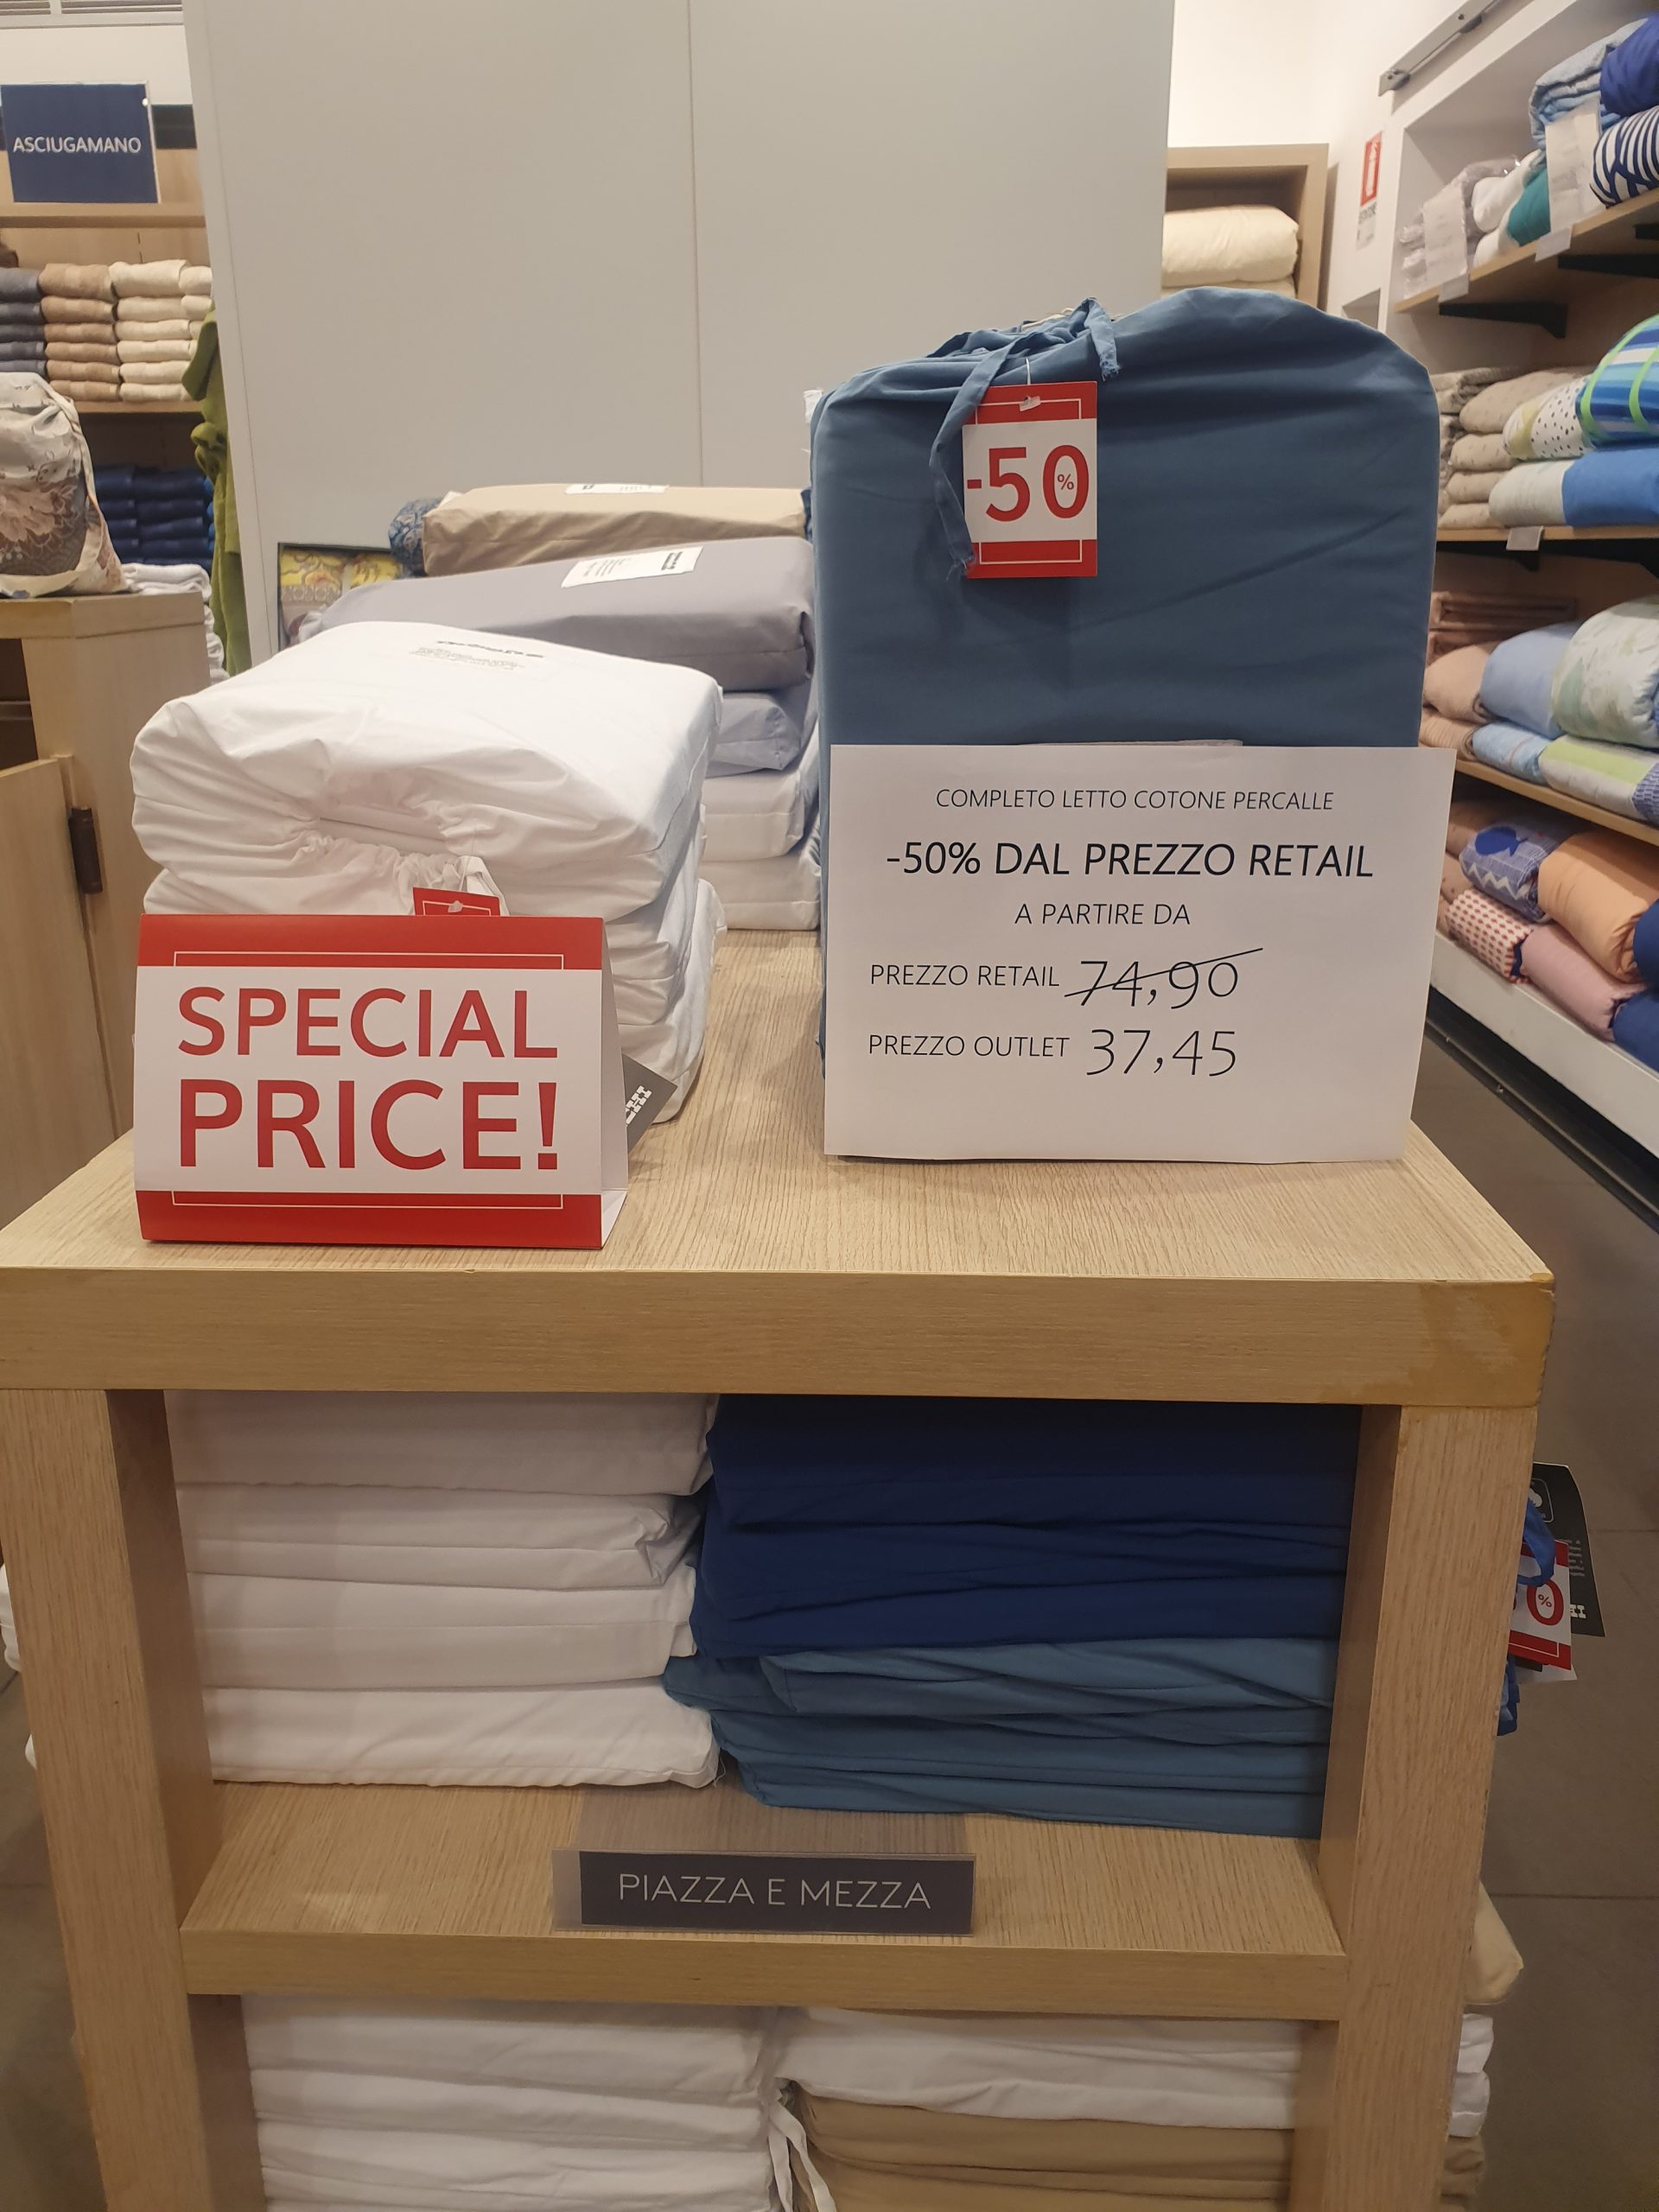 ASCIUGAMANO
-50%
COMPLETO LETTO COTONE PERCALLE
-50% DAL PREZZO RETAIL
A PARTIRE DA
PREZZO RETAIL 74,90
PREZZO OUTLET 37,45
SPECIAL
PRICE!
PIAZZA E MEZZA
0%